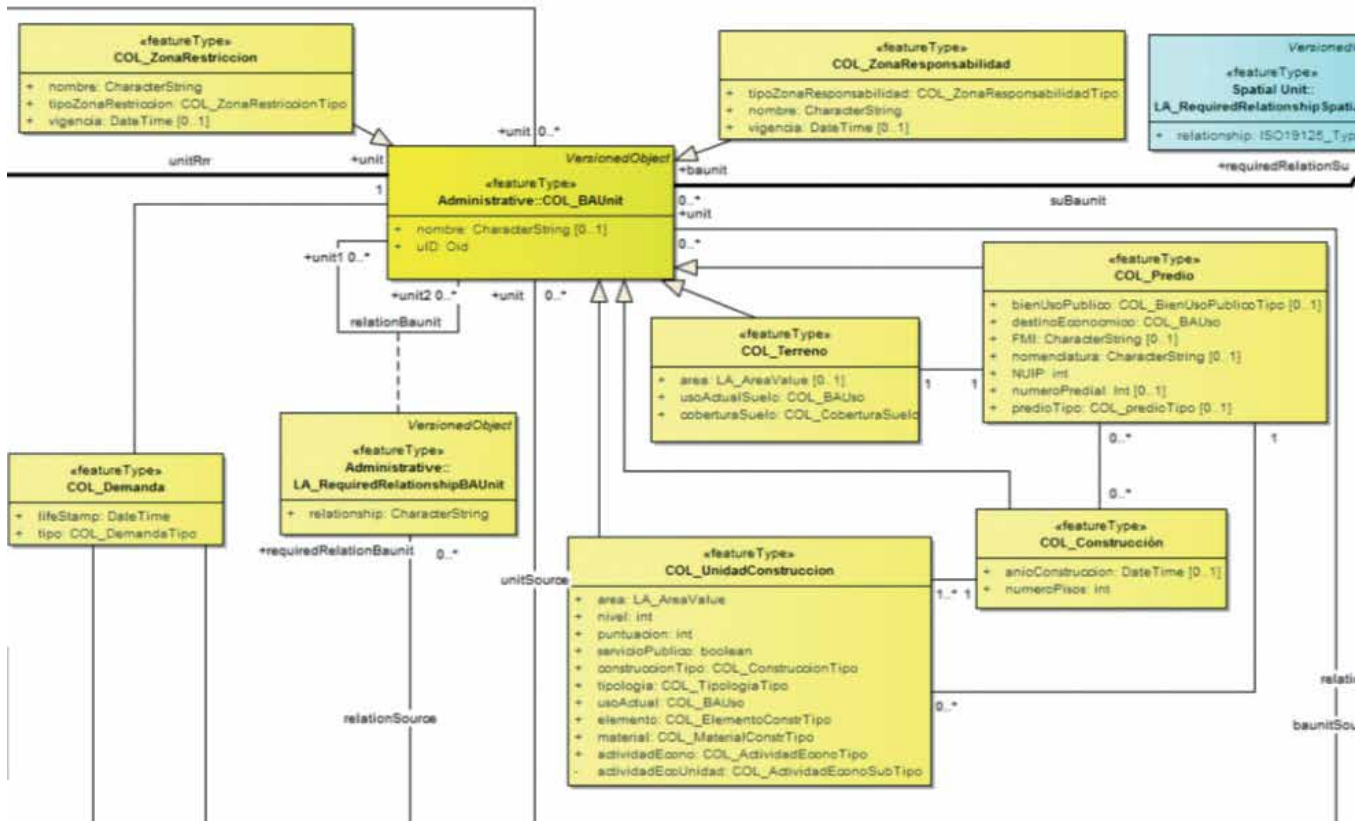 «featureType»
COL_ZonaRestriccion
+ nombre: CharacterString
+ tipoZonaRestriccion: COL_ZonaRestriccionTipo
+ vigencia: DateTime [0..1]
«featureType»
COL_ZonaResponsabilidad
+ tipoZonaResponsabilidad: COL_ZonaResponsabilidadTipo
+ nombre: CharacterString
+ vigencia: DateTime [0..1]
«featureType»
Spatial Unit::
+ relationship:
+requiredRelationSu
+unit 0..*
unitRrr
+unit
1
VersionedObject
«featureType»
Administrative::COL_BAUnit
+ nombre: CharacterString [0..1]
+ uID: Oid
+baunit
0..*
+unit
0..*
suBaunit
+unit1 0..*
+unit2 0..*
relationBaunit
+unit 0..*
«featureType»
COL_Predio
+ bienUsoPublico: COL_BienUsoPublicoTipo [0..1]
+ destinoEconoomico: COL_BAUso
+ FMI: CharacterString [0..1]
+ nomenclatura: CharacterString [0..1]
+ NUIP: int
+ numeroPredial: Int [0..1]
+ predioTipo: COL_predioTipo [0..1]
«featureType»
COL_Terreno
+ area: LA_AreaValue [0..1]
+ usoActualSuelo: COL_BAUso
+ coberturaSuelo: COL_CoberturaSuelo
1 1
0..*
1
VersionedObject
«featureType»
Administrative::
LA_RequiredRelationshipBAUnit
+ relationship: CharacterString
+requiredRelationBaunit 0..*
«featureType»
COL_Demanda
+ lifeStamp: DateTime
+ tipo: COL_DemandaTipo
0..*
«featureType»
COL_Construcción
+ anioConstruccion: DateTime [0..1]
+ numeroPisos: int
unitSource
«featureType»
COL_UnidadConstruccion
+ area: LA_AreaValue
+ nivel: int
+ puntuacion: int
+ servicioPublico: boolean
+ construccionTipo: COL_ConstruccionTipo
+ tipologia: COL_TipologiaTipo
+ usoActual: COL_BAUso
+ elemento: COL_ElementoConstrTipo
+ material: COL_MaterialConstrTipo
+ actividadEcono: COL_ActividadEconoTipo
- actividadEcoUnidad: COL_ActividadEconoSubTipo
1..* 1
0..*
relationSource